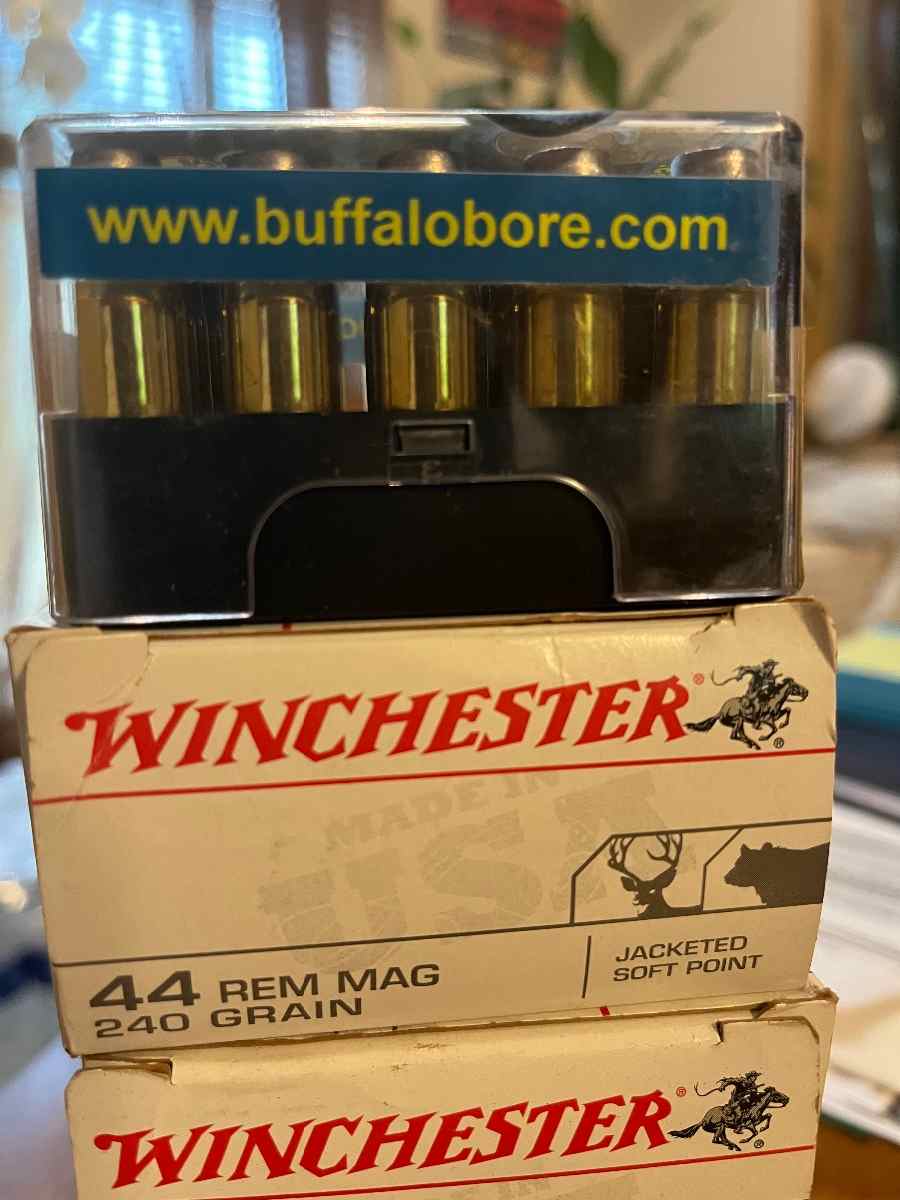 www.buffalobore.com
WINCHESTER®
®
MADE IN
USA
44 REM MAG
240 GRAIN
JACKETED
SOFT POINT
WINCHESTER®
®